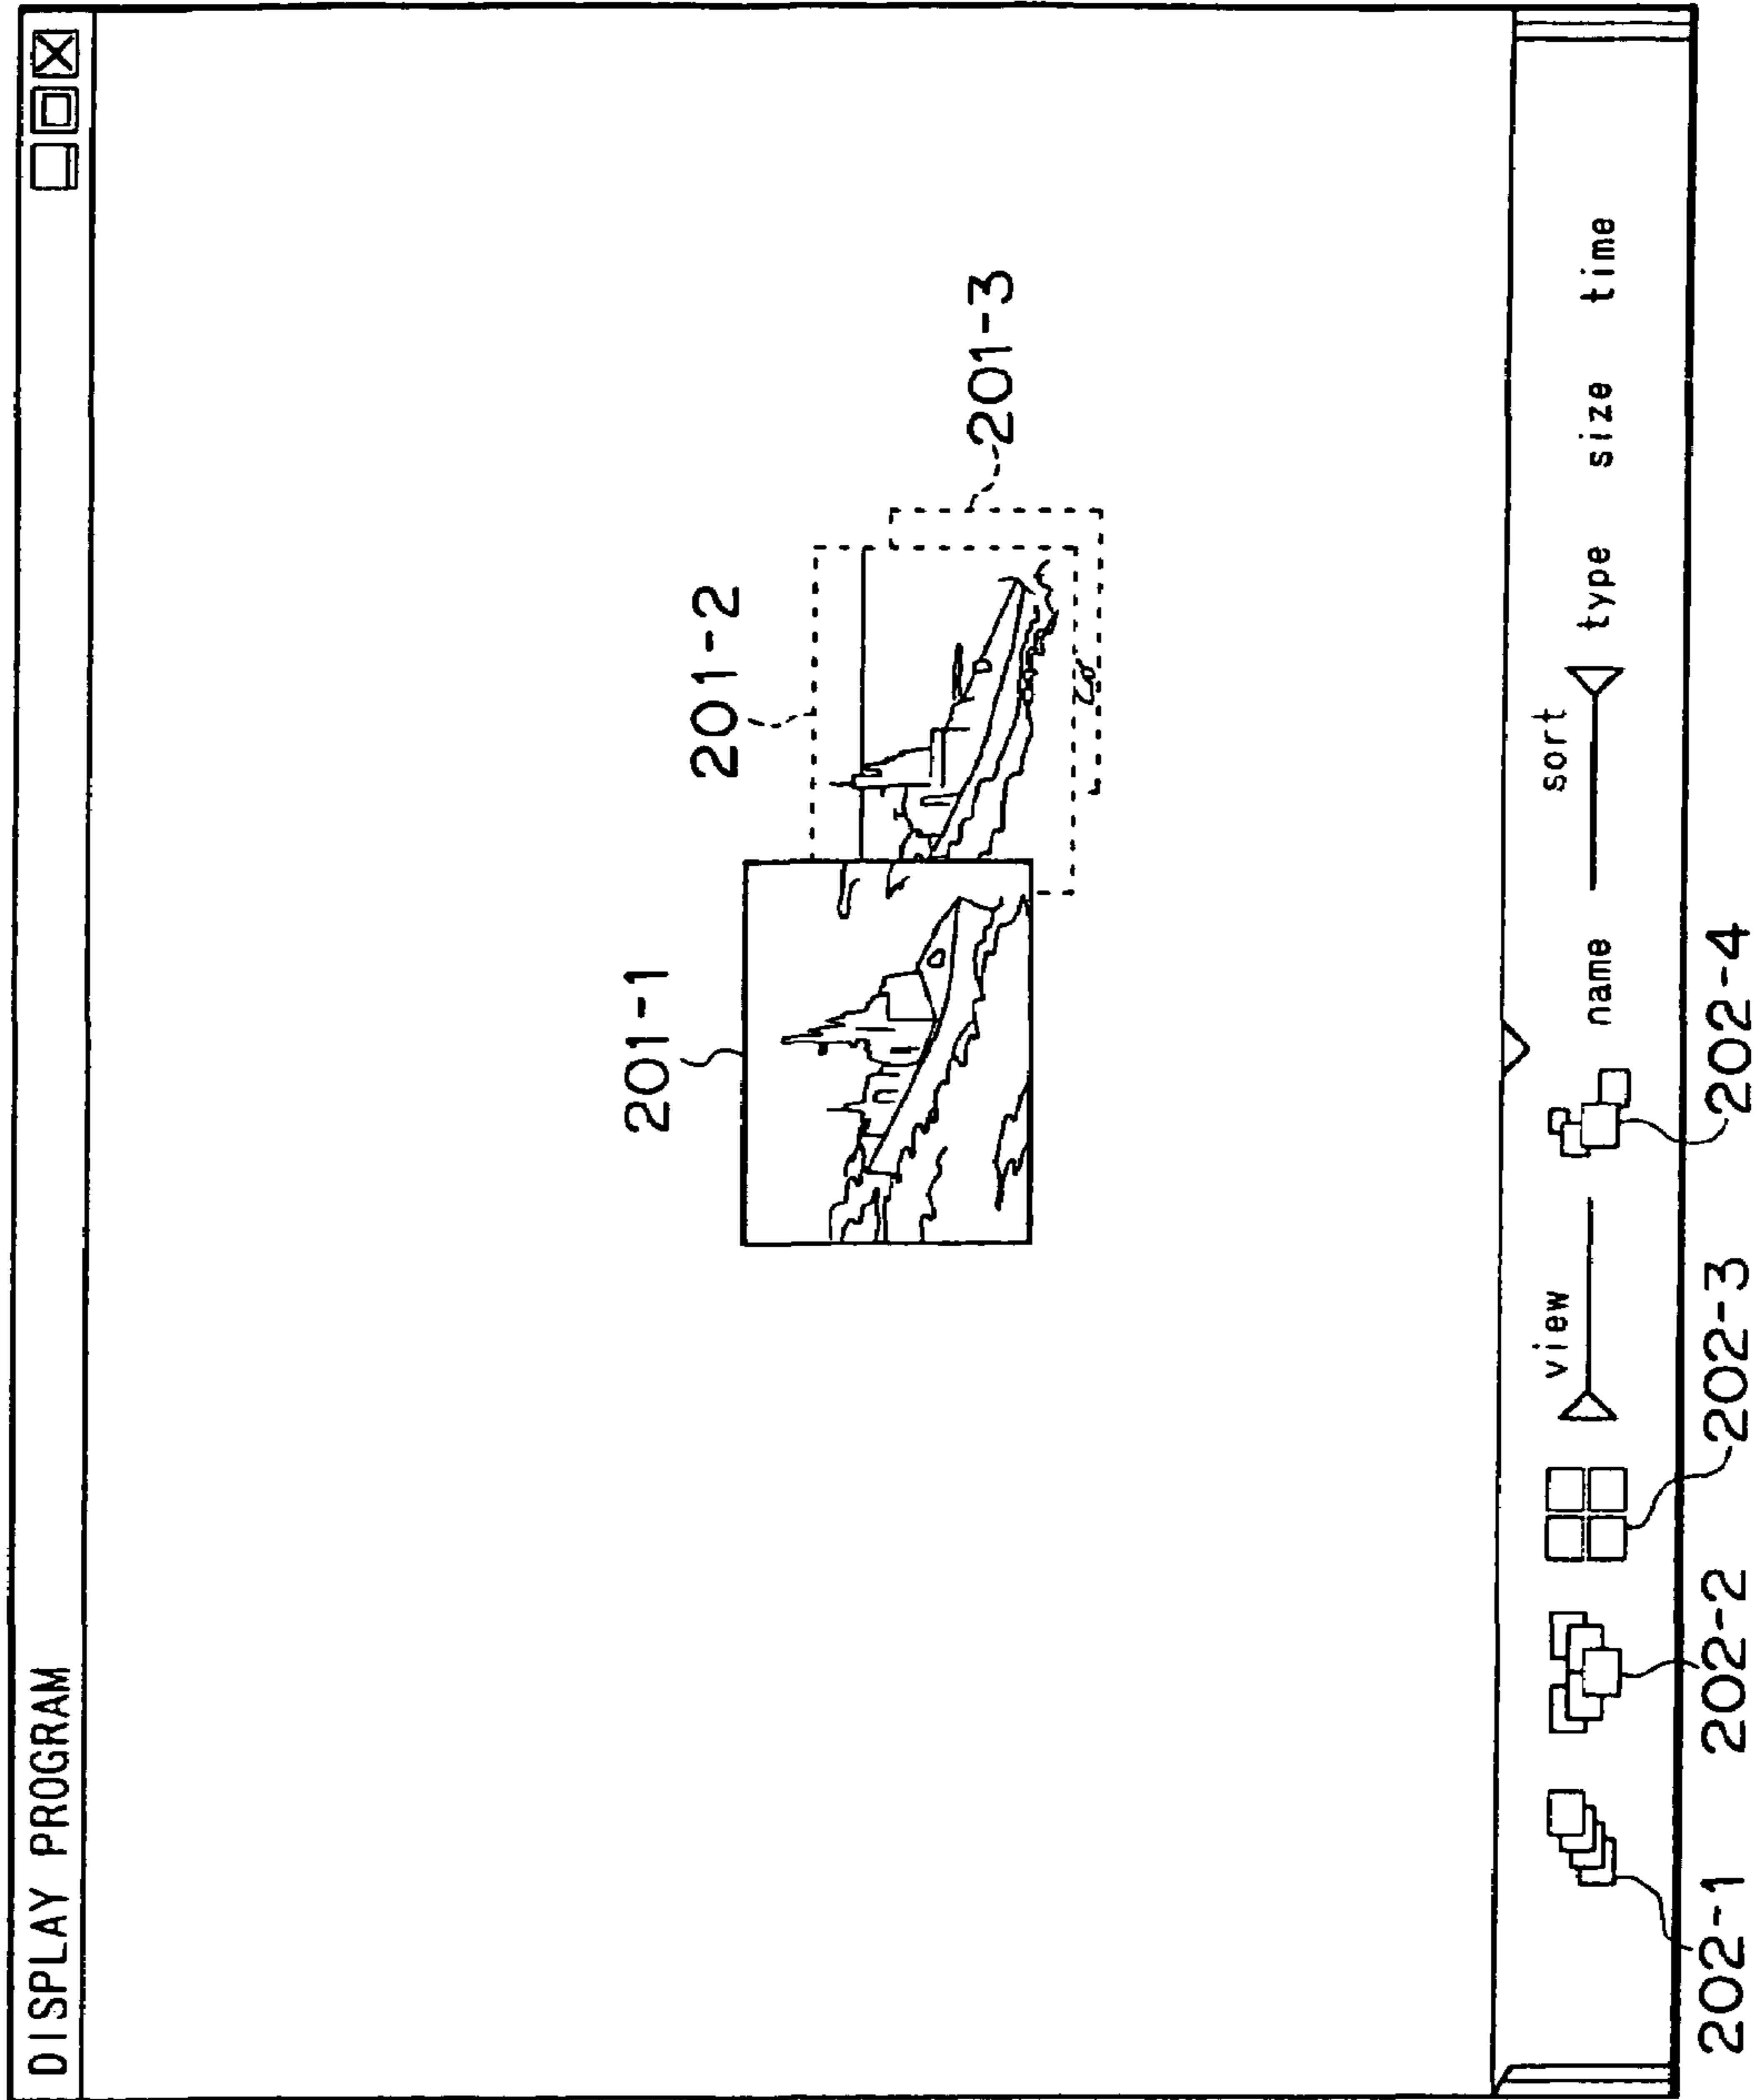 DISPLAY PROGRAM
201-1
201-2
201-3
view
sort
name
type size time
202-1
202-2
202-3
202-4